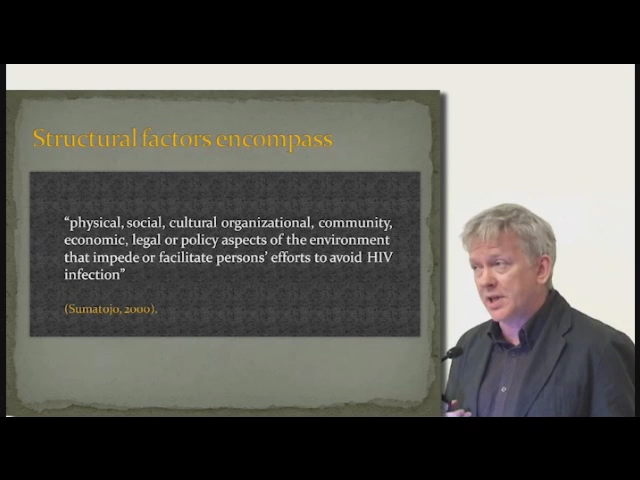 Structural factors encompass
“physical, social, cultural organizational, community,
economic, legal or policy aspects of the environment
that impede or facilitate persons’ efforts to avoid HIV
infection”
(Sumatojo, 2000).